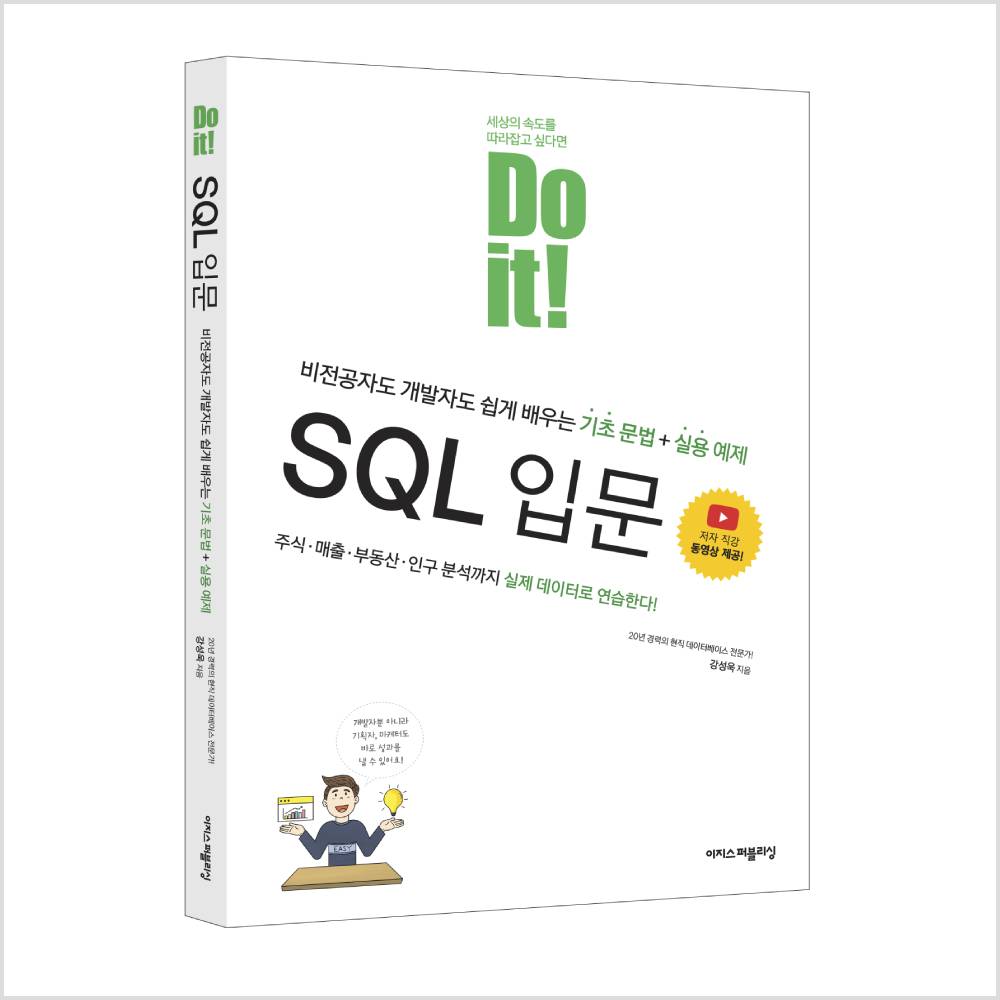 Do
it!
SQL 입문
비전공자도 개발자도 쉽게 배우는 기초 문법 + 실용 예제
20년 경력의 현직 데이터베이스 전문가!
강성욱 지음
이지스 퍼블리싱
세상의 속도를
따라잡고 싶다면
Do
it!
비전공자도 개발자도 쉽게 배우는 기초 문법 + 실용 예제
SQL 입문
저자 직강
동영상 제공!
주식·매출·부동산·인구 분석까지 실제 데이터로 연습한다!
20년 경력의 현직 데이터베이스 전문가!
강성욱 지음
개발자뿐 아니라
기획자, 마케터도
바로 성과를
낼 수 있어요!
EASY
이지스 퍼블리싱